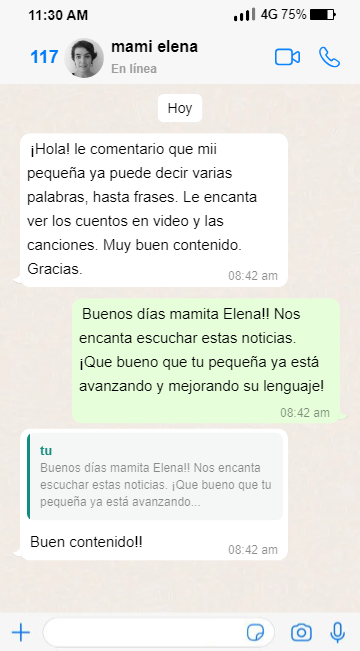 11:30 AM 4G 75%
117 mami elena
En línea
Hoy
¡Hola! le comentario que mii
pequeña ya puede decir varias
palabras, hasta frases. Le encanta
ver los cuentos en video y las
canciones. Muy buen contenido.
Gracias.
08:42 am
Buenos días mamita Elena!! Nos
encanta escuchar estas noticias.
¡Que bueno que tu pequeña ya está
avanzando y mejorando su lenguaje!
08:42 am
tu
Buenos días mamita Elena!! Nos encanta
escuchar estas noticias. ¡Que bueno que tu
pequeña ya está avanzando...
Buen contenido!!
08:42 am